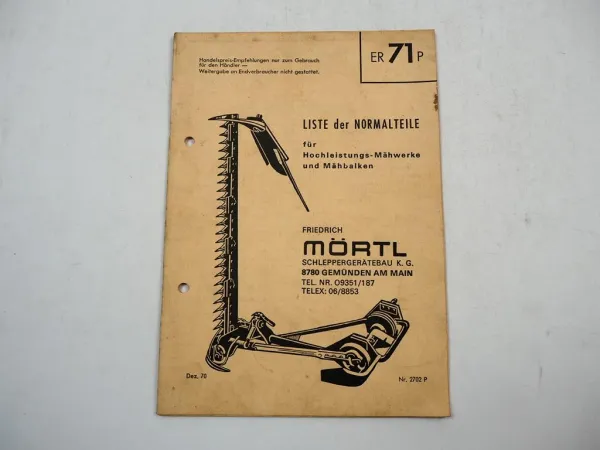 Handelspreis-Empfehlungen nur zum Gebrauch
für den Händler —
Weitergabe an Endverbraucher nicht gestattet.
ER 71 P
LISTE der NORMALTEILE
für
Hochleistungs-Mähwerke
und Mähbalken
FRIEDRICH
MÖRTL
SCHLEPPERGERÄTEBAU K. G.
8780 GEMÜNDEN AM MAIN
TEL. NR. 09351/187
TELEX: 06/8853
Dez. 70
Nr. 2702 P